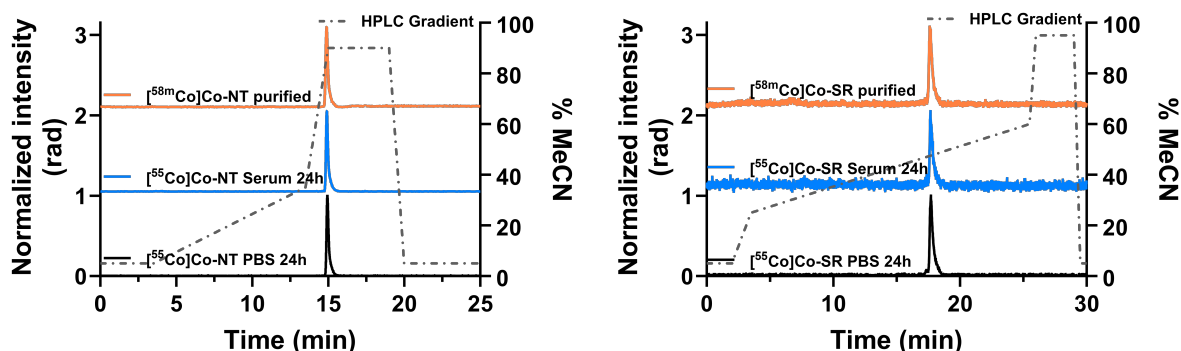 Normalized intensity
(rad)
3
2
1
0
HPLC Gradient
[⁵⁸ᵐCo]Co-NT purified
[⁵⁵Co]Co-NT Serum 24h
[⁵⁵Co]Co-NT PBS 24h
100
80
60
40
20
0
% MeCN
0 5 10 15 20 25
Time (min)
Normalized intensity
(rad)
3
2
1
0
HPLC Gradient
[⁵⁸ᵐCo]Co-SR purified
[⁵⁵Co]Co-SR Serum 24h
[⁵⁵Co]Co-SR PBS 24h
100
80
60
40
20
0
% MeCN
0 10 20 30
Time (min)